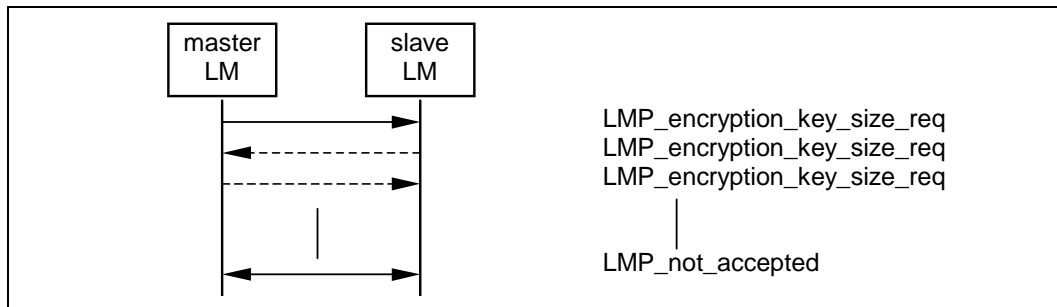 master
LM
slave
LM
LMP_encryption_key_size_req
LMP_encryption_key_size_req
LMP_encryption_key_size_req
LMP_not_accepted